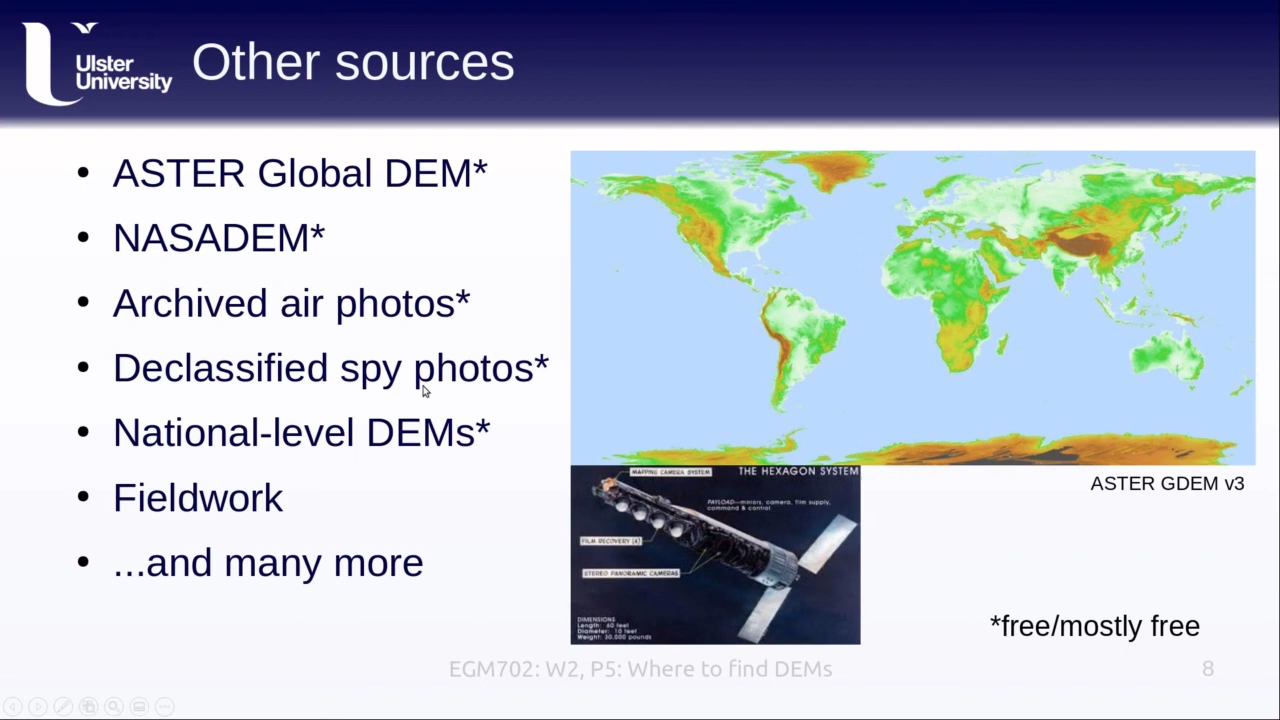 Ulster
University
Other sources
• ASTER Global DEM*
• NASADEM*
• Archived air photos*
• Declassified spy photos*
• National-level DEMs*
• Fieldwork
• ...and many more
MAPPING CAMERA SYSTEM
THE HEXAGON SYSTEM
PAYLOAD—mirrors, camera, film supply,
command & control
FILM RECOVERY (4)
STEREO PANORAMIC CAMERAS
DIMENSIONS
Length: 60 feet
Diameter: 10 feet
Weight: 30,000 pounds
ASTER GDEM v3
*free/mostly free
EGM702: W2, P5: Where to find DEMs
8